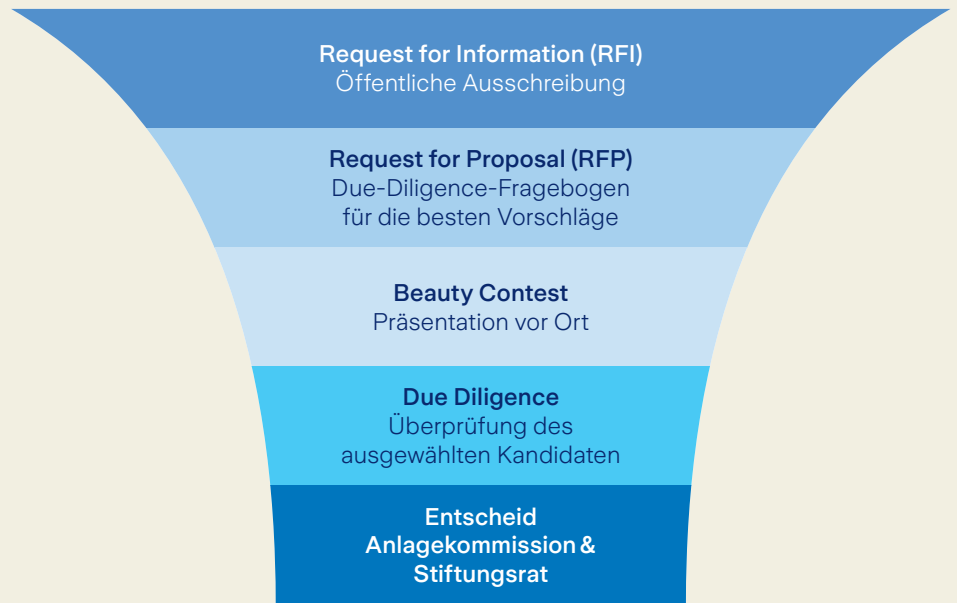 Request for Information (RFI)
Öffentliche Ausschreibung
Request for Proposal (RFP)
Due-Diligence-Fragebogen
für die besten Vorschläge
Beauty Contest
Präsentation vor Ort
Due Diligence
Überprüfung des
ausgewählten Kandidaten
Entscheid
Anlagekommission &
Stiftungsrat